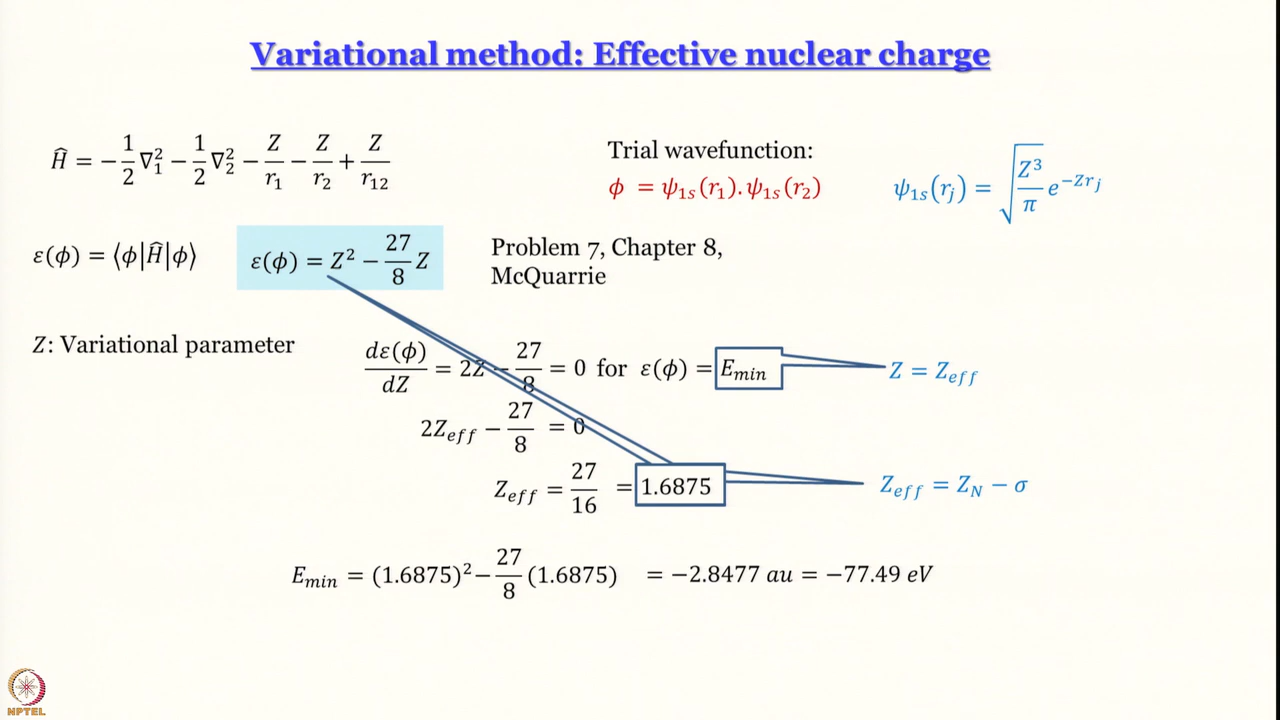 Variational method: Effective nuclear charge
Ĥ = −1/2 ∇₁² − 1/2 ∇₂² − Z/r₁ − Z/r₂ + Z/r₁₂
Trial wavefunction:
ϕ = ψ₁ₛ(r₁).ψ₁ₛ(r₂)
ψ₁ₛ(rⱼ) = √(Z³/π) e^(−Zrⱼ)
ε(ϕ) = ⟨ϕ|Ĥ|ϕ⟩
ε(ϕ) = Z² − 27/8 Z
Problem 7, Chapter 8,
McQuarrie
Z: Variational parameter
dε(ϕ)/dZ = 2Z − 27/8 = 0 for ε(ϕ) = E_min
Z = Z_eff
2Z_eff − 27/8 = 0
Z_eff = 27/16 = 1.6875
Z_eff = Z_N − σ
E_min = (1.6875)² − 27/8 (1.6875) = −2.8477 au = −77.49 eV
NPTEL